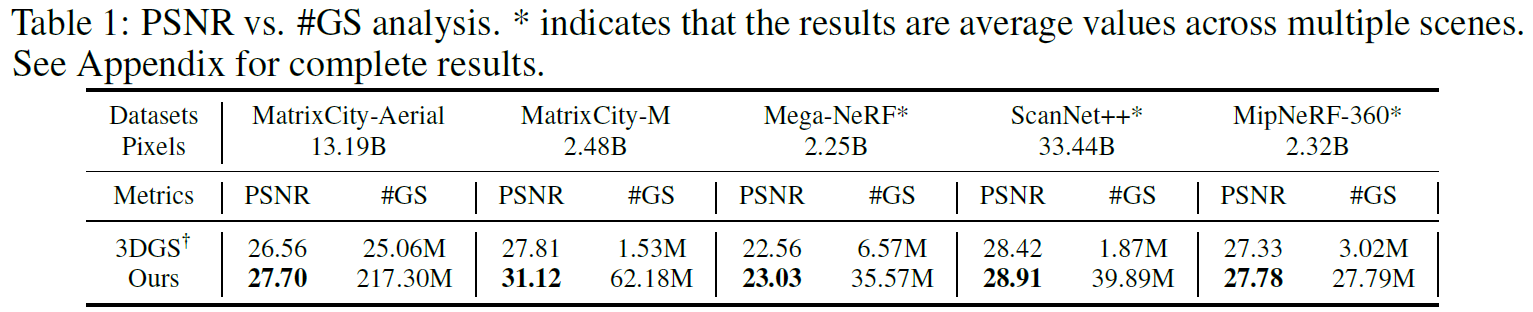 Table 1: PSNR vs. #GS analysis. * indicates that the results are average values across multiple scenes.
See Appendix for complete results.
Datasets MatrixCity-Aerial MatrixCity-M Mega-NeRF* ScanNet++* MipNeRF-360*
Pixels 13.19B 2.48B 2.25B 33.44B 2.32B
Metrics PSNR #GS PSNR #GS PSNR #GS PSNR #GS PSNR #GS
3DGS† 26.56 25.06M 27.81 1.53M 22.56 6.57M 28.42 1.87M 27.33 3.02M
Ours 27.70 217.30M 31.12 62.18M 23.03 35.57M 28.91 39.89M 27.78 27.79M